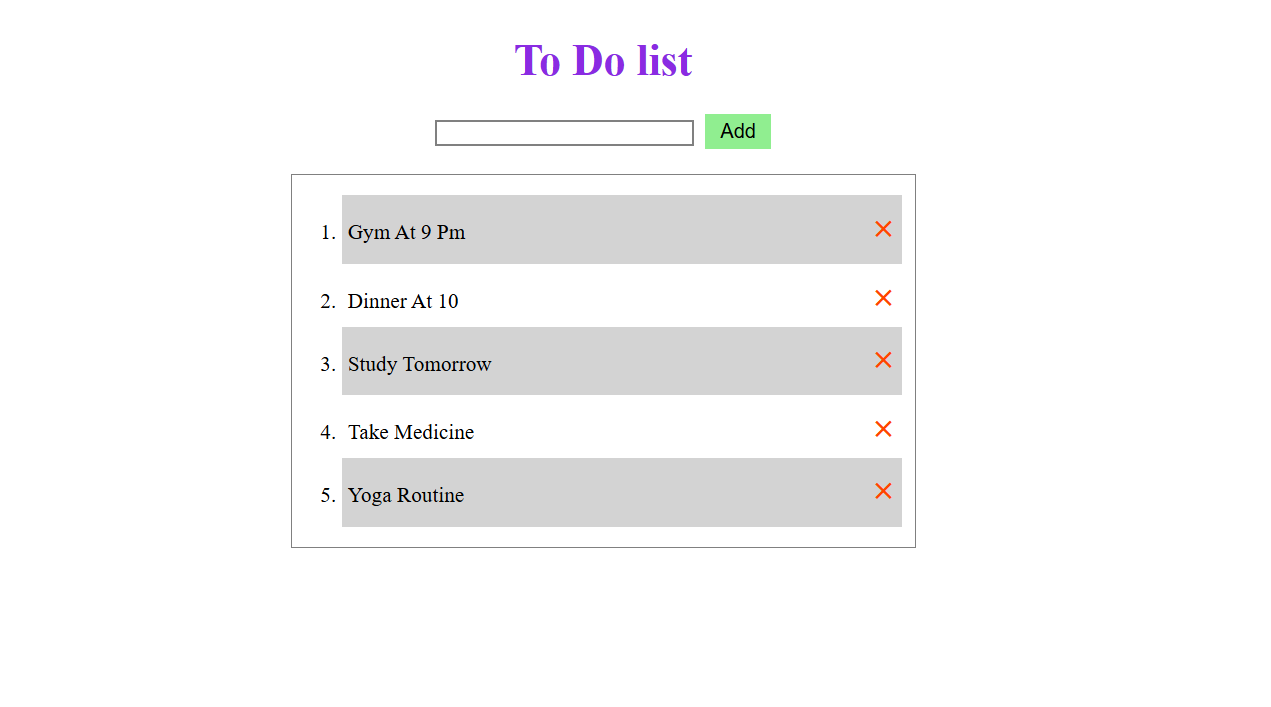 To Do list
Add
1. Gym At 9 Pm
2. Dinner At 10
3. Study Tomorrow
4. Take Medicine
5. Yoga Routine